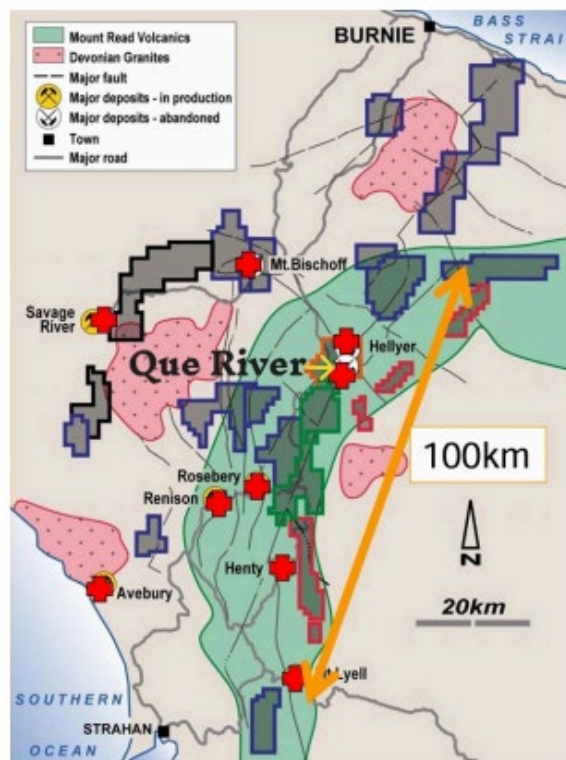 Mount Read Volcanics
Devonian Granites
Major fault
Major deposits - in production
Major deposits - abandoned
Town
Major road
BURNIE
BASS
STRAI
Mt.Bischoff
Savage
River
Hellyer
Que River
100km
Rosebery
Renison
N
Henty
20km
Avebury
Lyell
SOUTHERN
OCEAN
STRAHAN